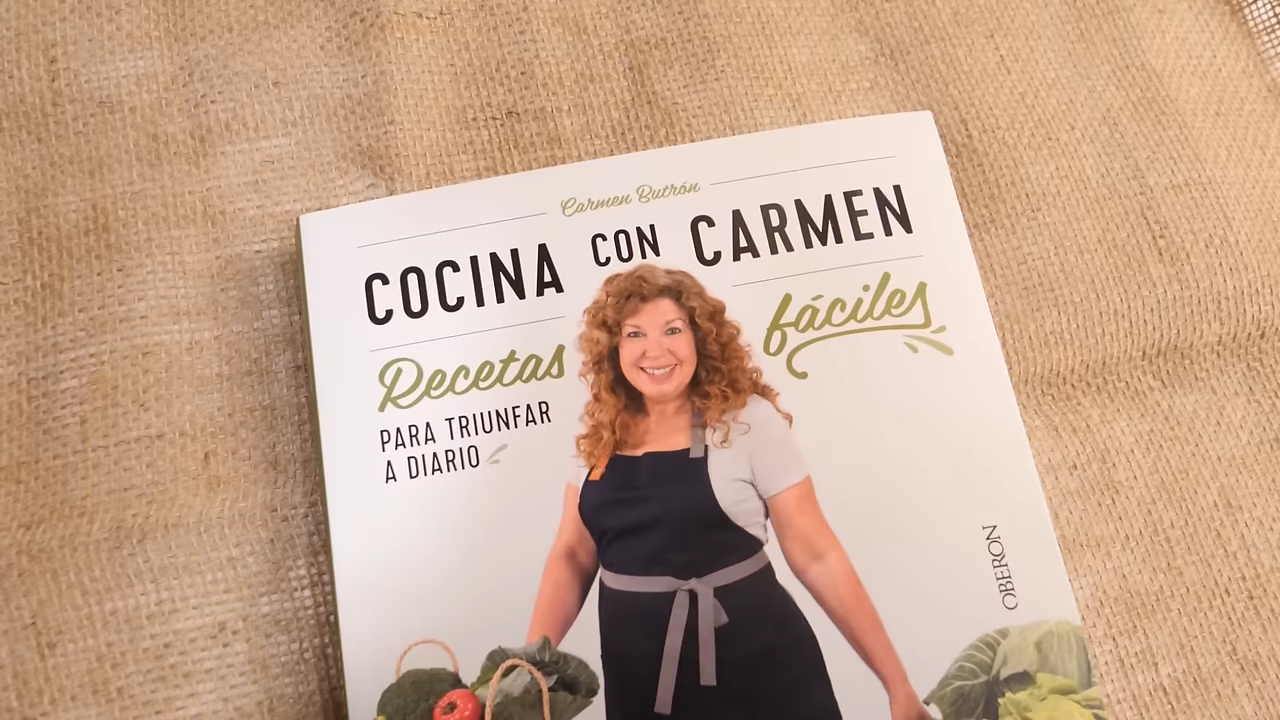 Carmen Butrón
COCINA CON CARMEN
Recetas fáciles
PARA TRIUNFAR
A DIARIO
OBERON